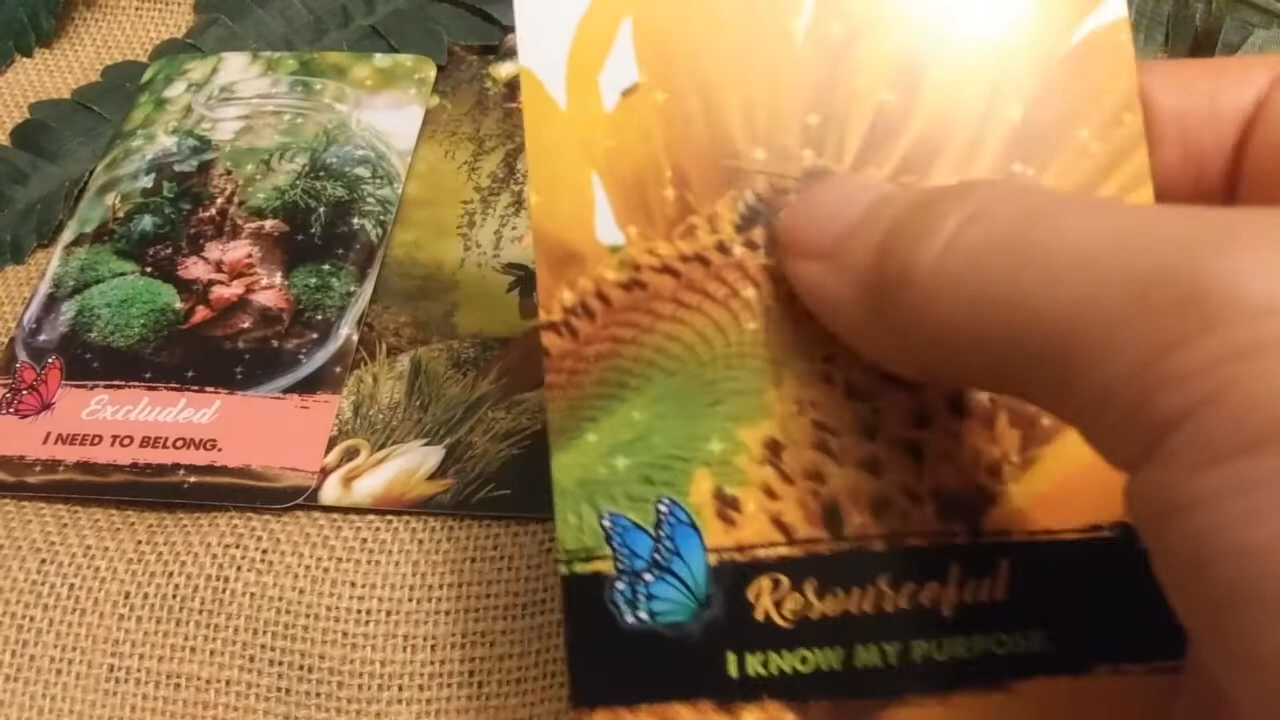 Excluded
I NEED TO BELONG.
Resourceful
I KNOW MY PURPOSE.